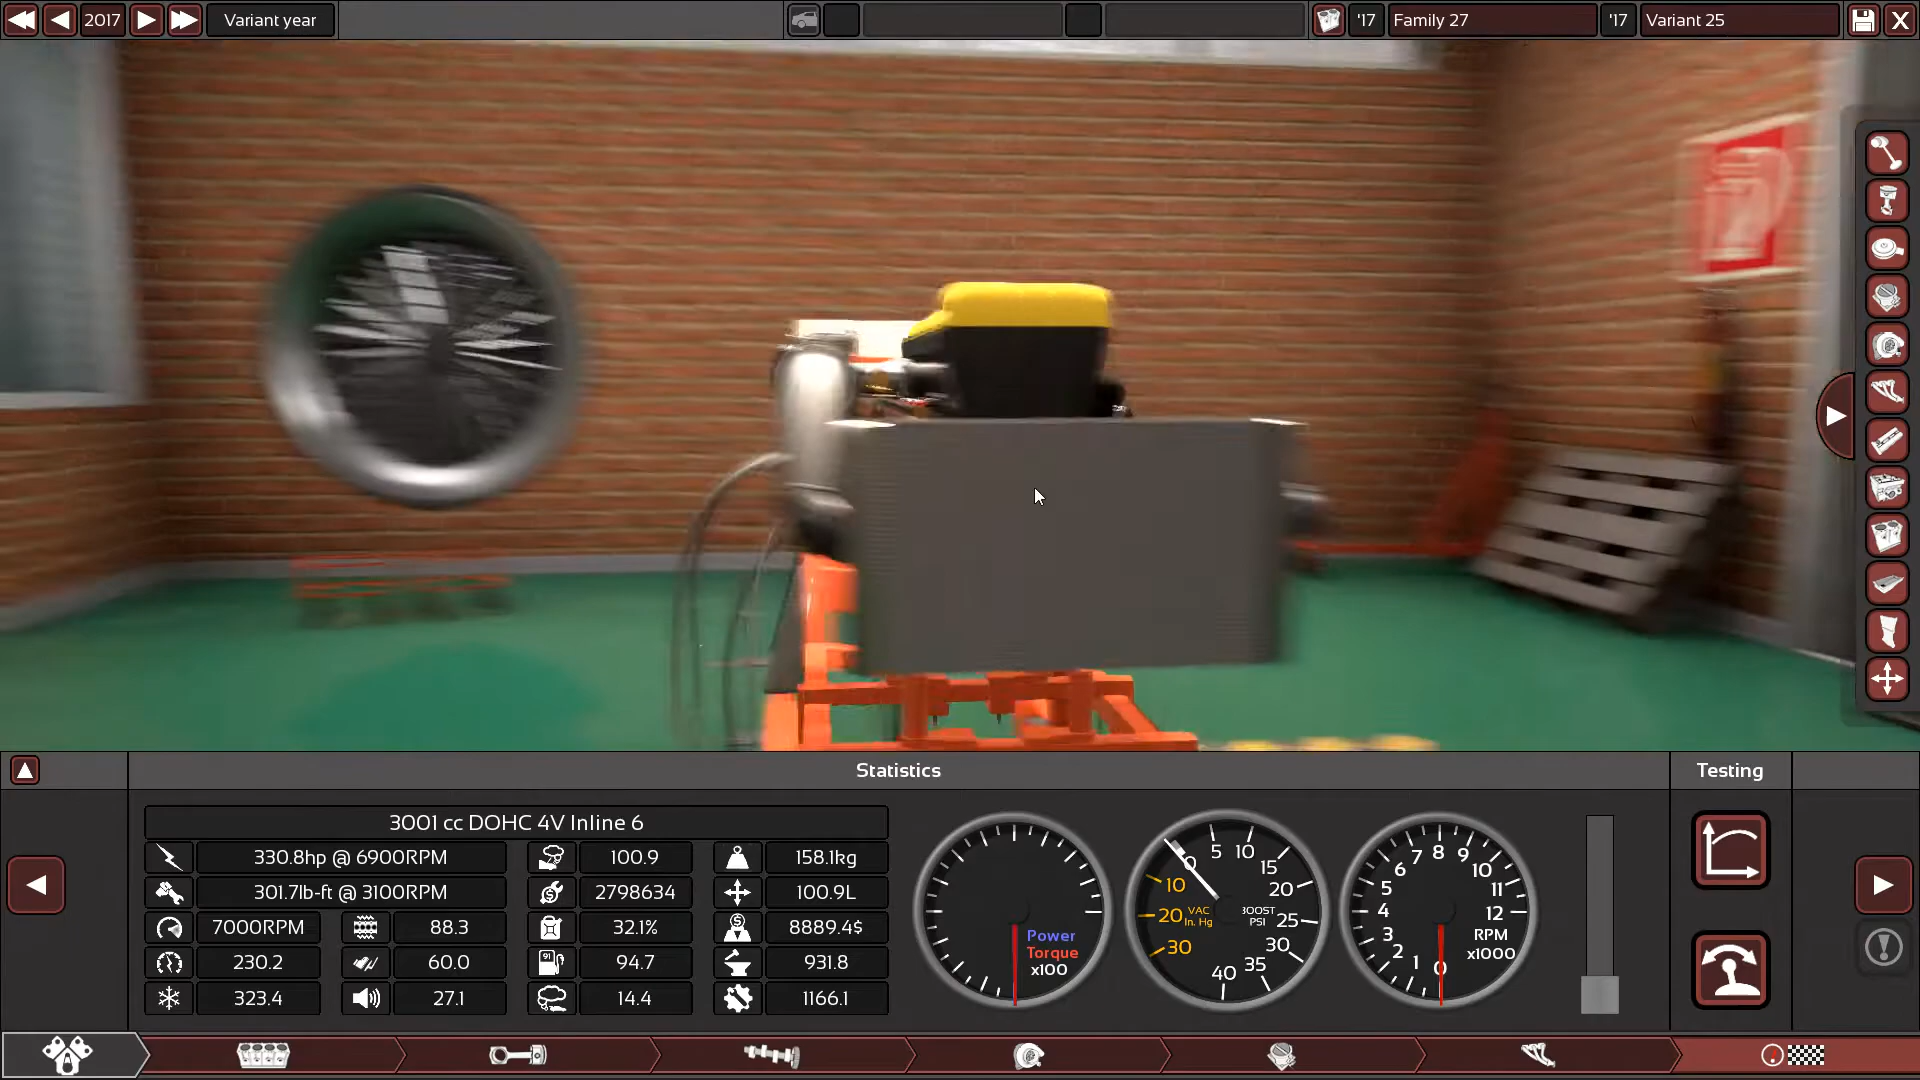 2017
Variant year
'17
Family 27
'17
Variant 25
Statistics
Testing
3001 cc DOHC 4V Inline 6
330.8hp @ 6900RPM
100.9
158.1kg
301.7lb-ft @ 3100RPM
2798634
100.9L
7000RPM
88.3
32.1%
8889.4$
230.2
60.0
94.7
931.8
323.4
27.1
14.4
1166.1
Power
Torque
x100
0 5 10 15 20 25 30 35 40
10 20 30
VAC
In. Hg
BOOST
PSI
0 1 2 3 4 5 6 7 8 9 10 11 12
RPM
x1000
91